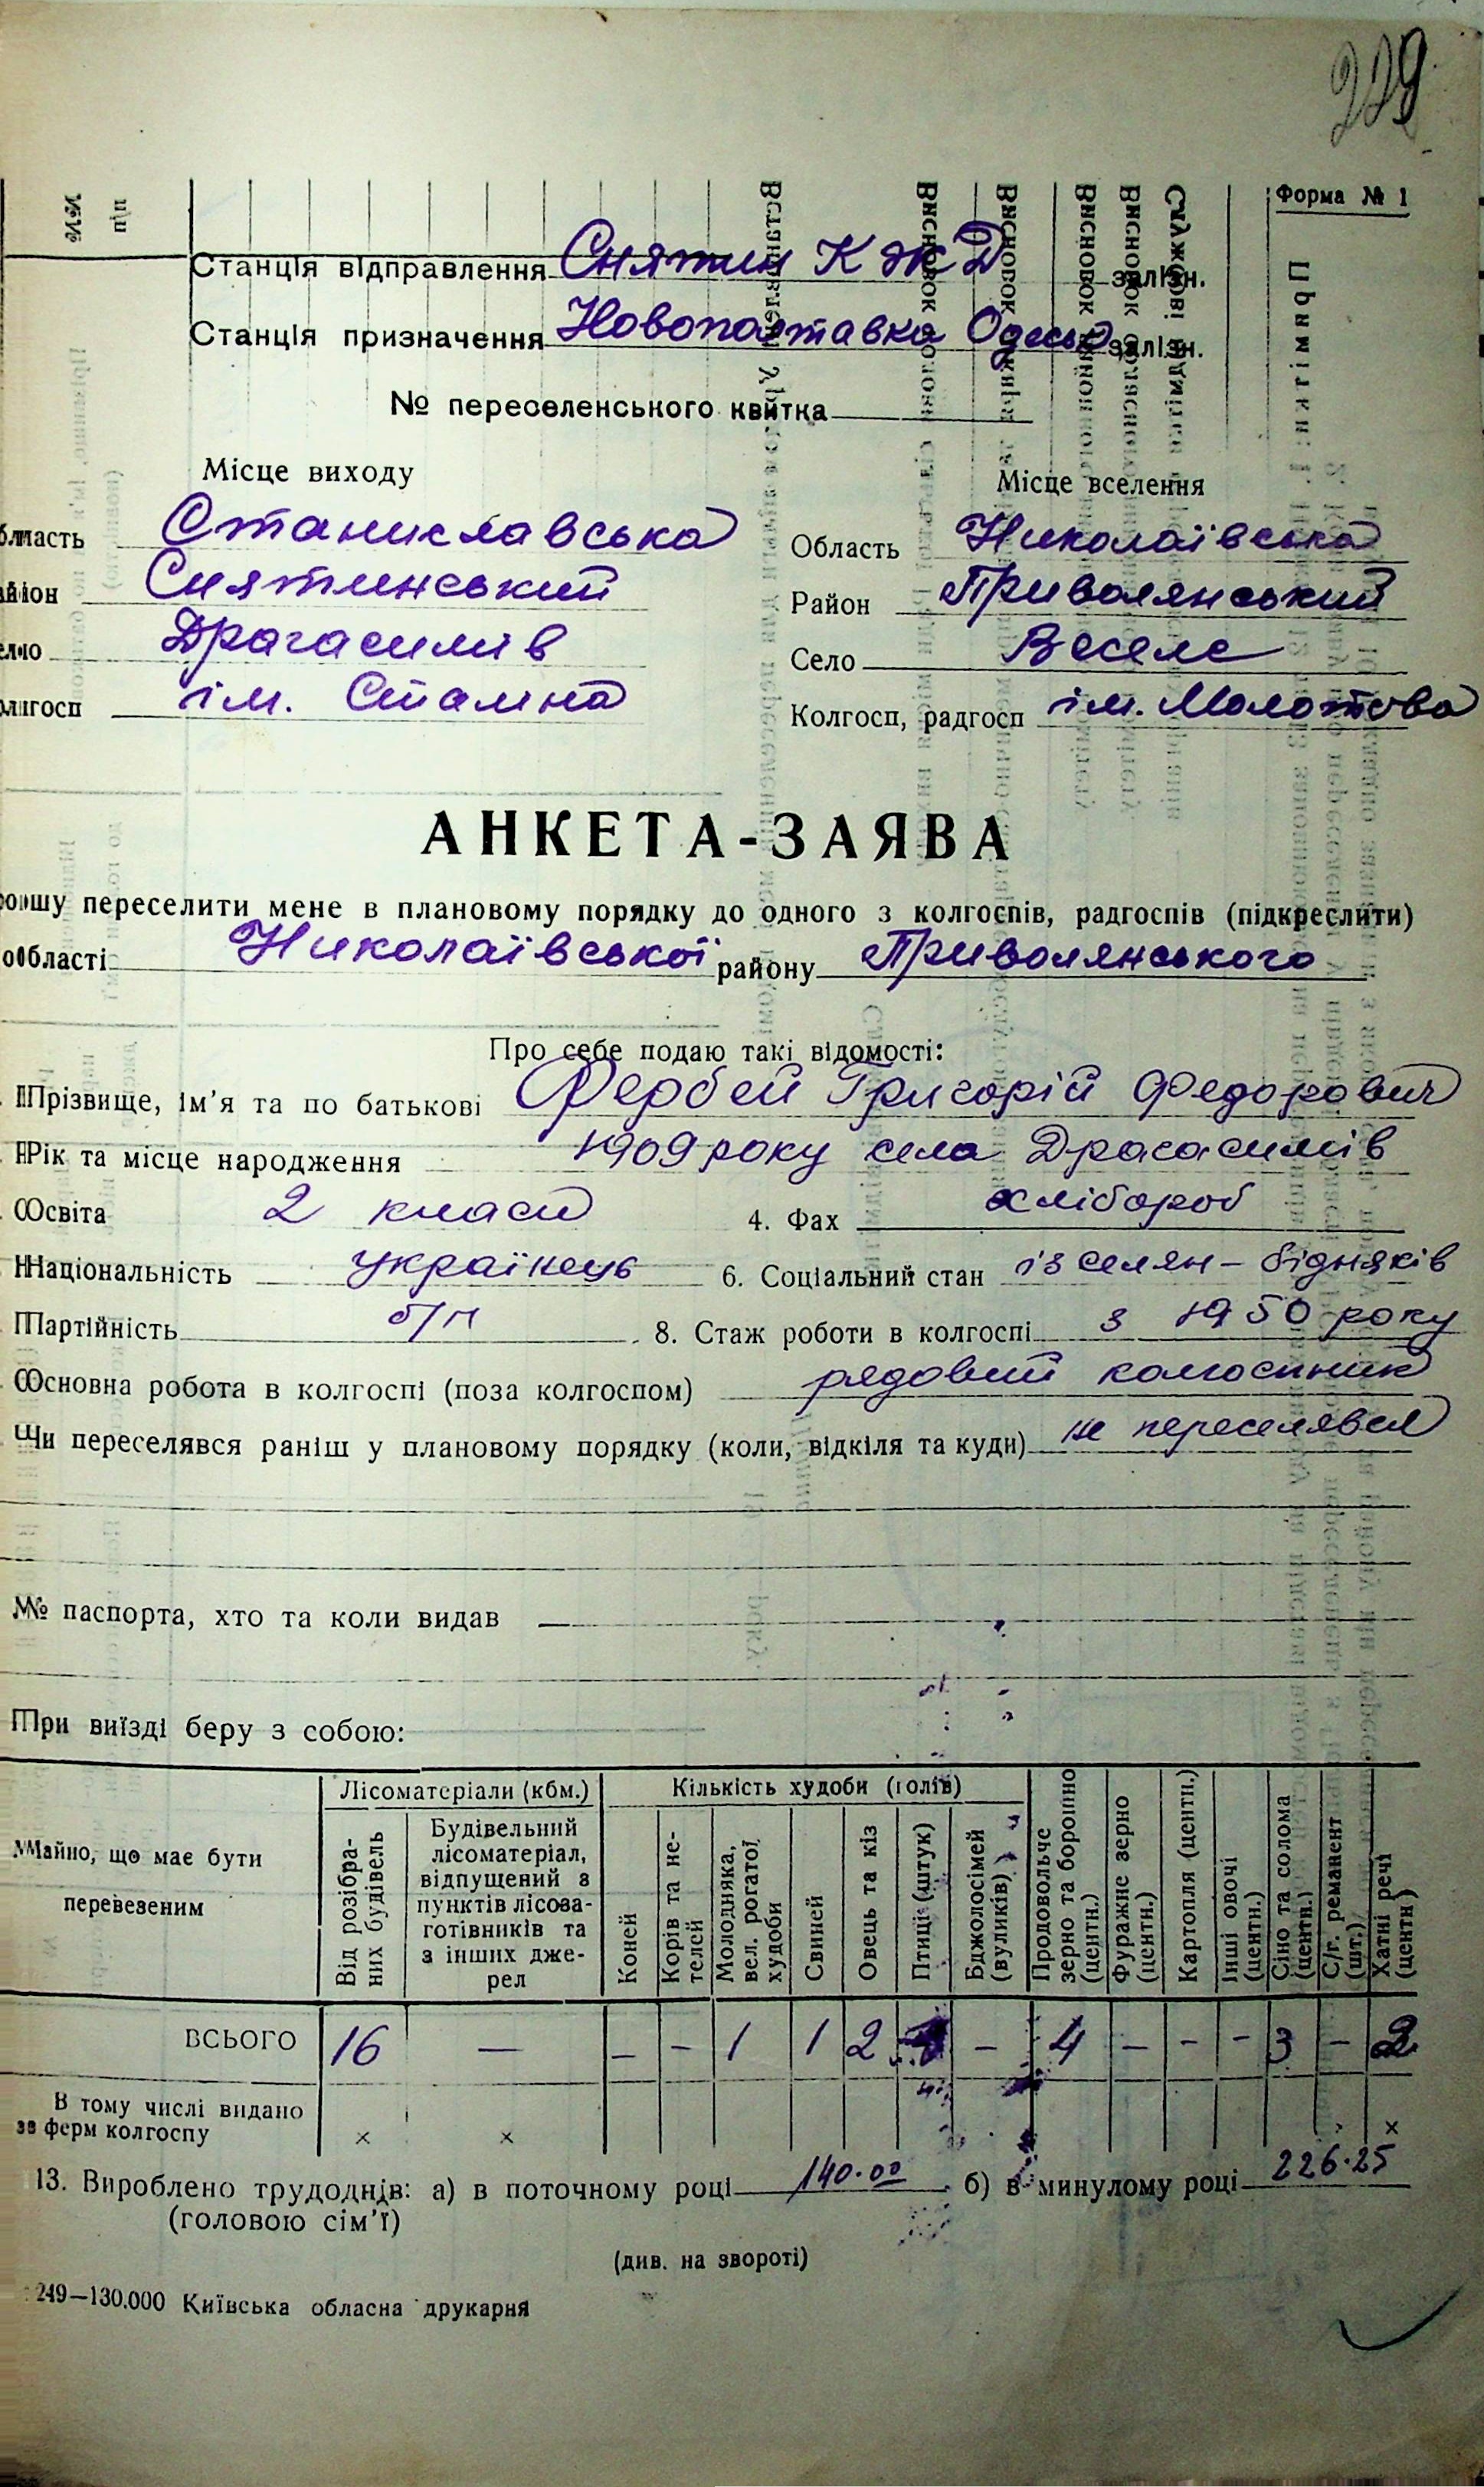 229
Форма № 1
Станція відправлення Снятин К ж Д залізн.
Станція призначення Новополтавка Одеськ залізн.
№ переселенського квитка
Місце виходу
Місце вселення
область Станиславська
Область Николаївська
район Снятинський
Район Приволянський
село Драгасимів
Село Веселе
колгосп ім. Сталіна
Колгосп, радгосп ім. Молотова
АНКЕТА-ЗАЯВА
Прошу переселити мене в плановому порядку до одного з колгоспів, радгоспів (підкреслити)
області Николаївської району Приволянського
Про себе подаю такі відомості:
Прізвище, ім’я та по батькові Фербей Григорій Федорович
Рік та місце народження 1909 року села Драгасимів
Освіта 2 класи 4. Фах хлібороб
Національність українець 6. Соціальний стан із селян - бідняків
Партійність б/п 8. Стаж роботи в колгоспі з 1950 року
Основна робота в колгоспі (поза колгоспом) рядовий колгоспник
Чи переселявся раніш у плановому порядку (коли, відкіля та куди) не переселявся
№ паспорта, хто та коли видав
При виїзді беру з собою:
Майно, що має бути перевезеним
Лісоматеріали (кбм.)
Кількість худоби (голів)
Від розібраних будівель
Будівельний лісоматеріал, відпущений з пунктів лісозаготівників та з інших джерел
Коней
Корів та нетелей
Молодняка, вел. рогатої худоби
Свиней
Овець та кіз
Птиці (штук)
Бджолосімей (вуликів)
Продовольче зерно та борошно (центн.)
Фуражне зерно (центн.)
Картопля (центн.)
Інші овочі (центн.)
Сіно та солома (центн.)
С/г. реманент (шт.)
Хатні речі (центн)
ВСЬОГО 16 — – – 1 1 2 – 4 – – – 3 – 2
В тому числі видано з ферм колгоспу × × ×
13. Вироблено трудоднів: а) в поточному році 140.00 б) в минулому році 226.25
(головою сім’ї)
(див. на звороті)
249—130.000 Київська обласна друкарня